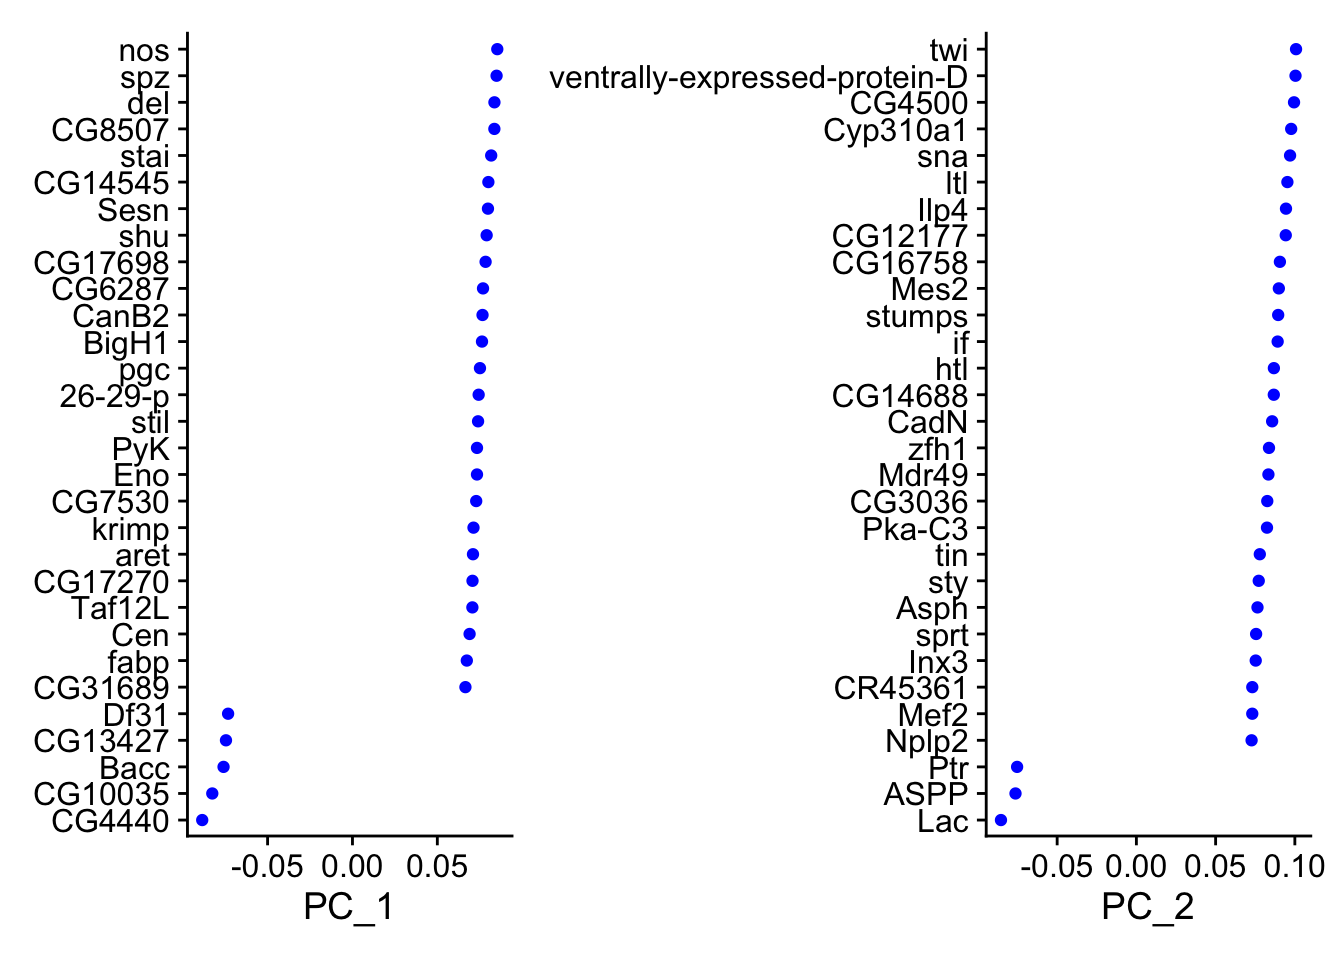 nos
spz
del
CG8507
stai
CG14545
Sesn
shu
CG17698
CG6287
CanB2
BigH1
pgc
26-29-p
stil
PyK
Eno
CG7530
krimp
aret
CG17270
Taf12L
Cen
fabp
CG31689
Df31
CG13427
Bacc
CG10035
CG4440
-0.05 0.00 0.05
PC_1
twi
ventrally-expressed-protein-D
CG4500
Cyp310a1
sna
ltl
Ilp4
CG12177
CG16758
Mes2
stumps
if
htl
CG14688
CadN
zfh1
Mdr49
CG3036
Pka-C3
tin
sty
Asph
sprt
Inx3
CR45361
Mef2
Nplp2
Ptr
ASPP
Lac
-0.05 0.00 0.05 0.10
PC_2